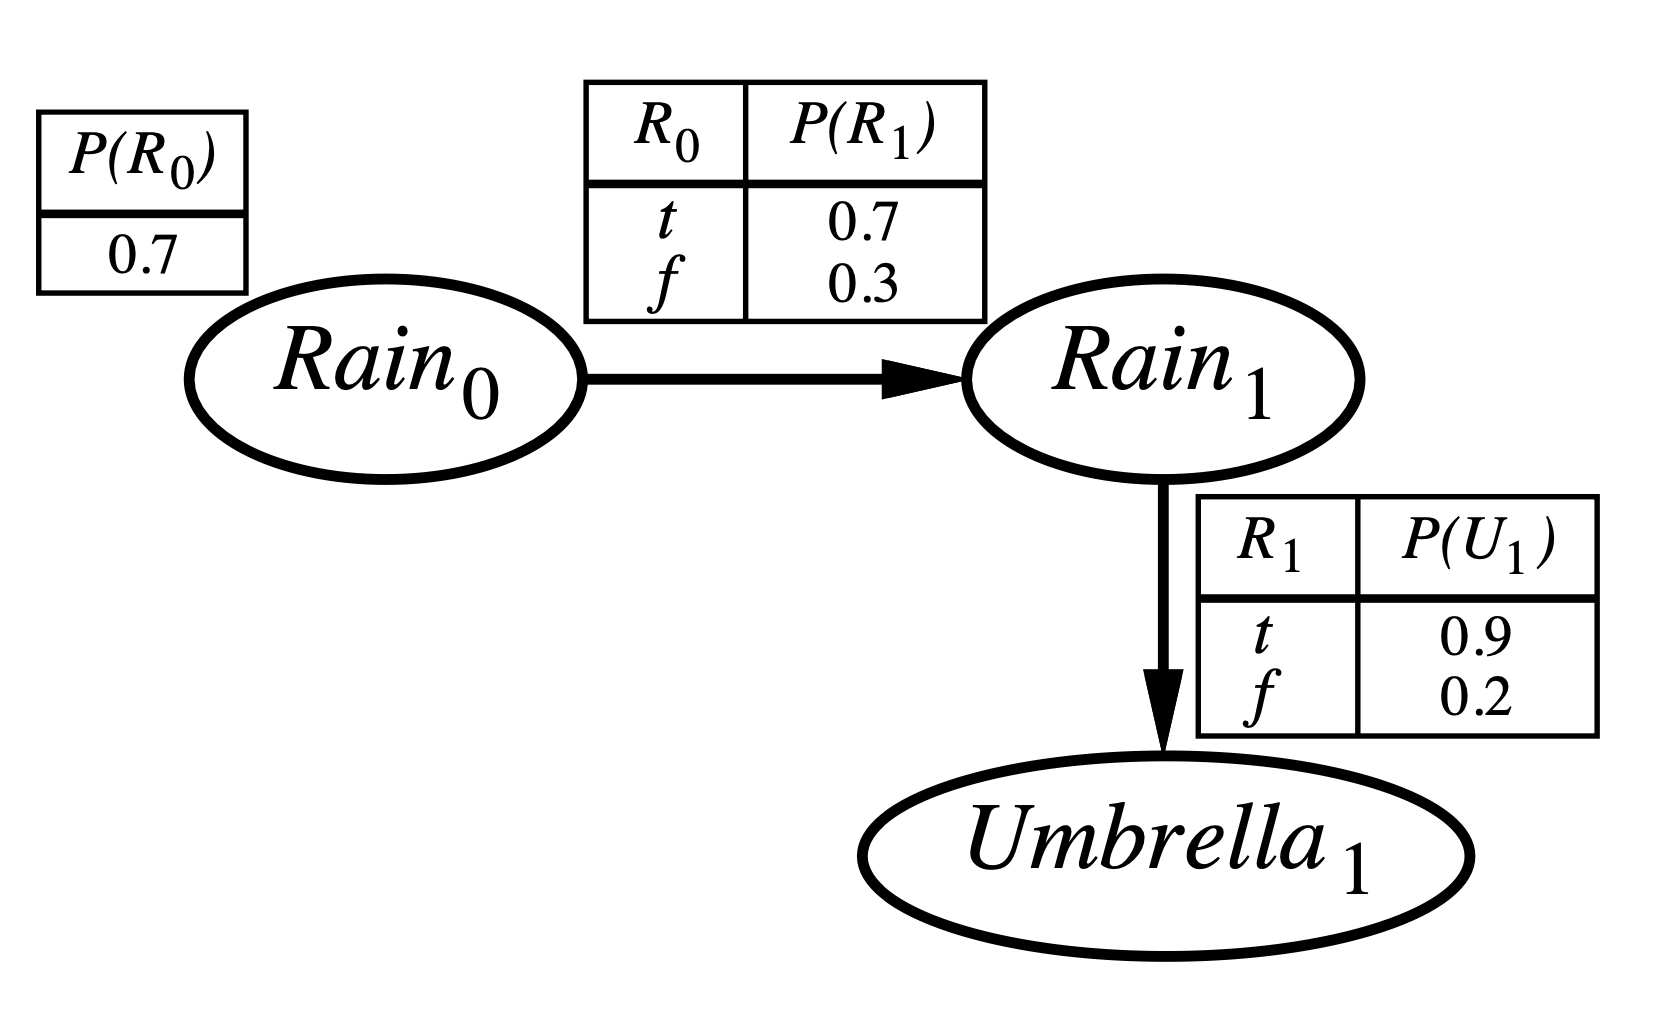 P(R0)
0.7
R0 P(R1)
t 0.7
f 0.3
Rain0
Rain1
R1 P(U1)
t 0.9
f 0.2
Umbrella1